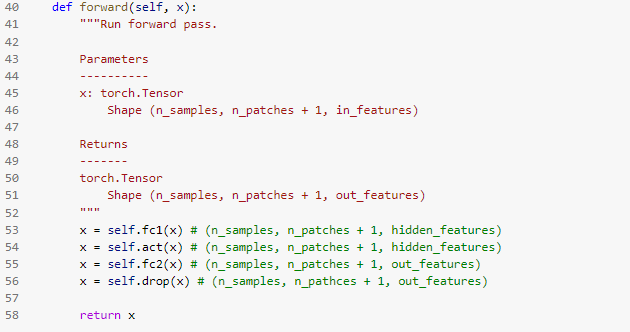 40 def forward(self, x):
41 """Run forward pass.
42
43 Parameters
44 ----------
45 x: torch.Tensor
46 Shape (n_samples, n_patches + 1, in_features)
47
48 Returns
49 -------
50 torch.Tensor
51 Shape (n_samples, n_patches + 1, out_features)
52 """
53 x = self.fc1(x) # (n_samples, n_patches + 1, hidden_features)
54 x = self.act(x) # (n_samples, n_patches + 1, hidden_features)
55 x = self.fc2(x) # (n_samples, n_patches + 1, out_features)
56 x = self.drop(x) # (n_samples, n_pathces + 1, out_features)
57
58 return x